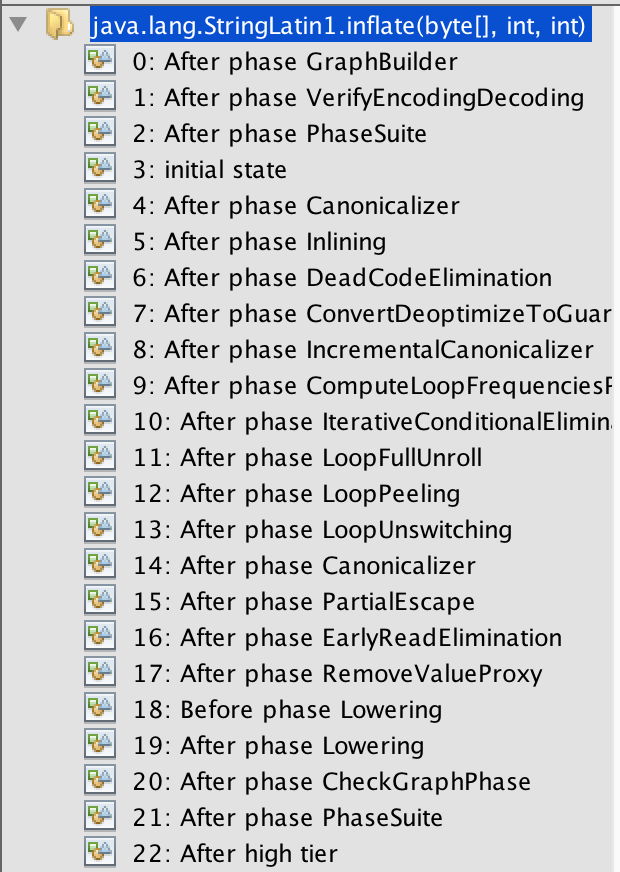 java.lang.StringLatin1.inflate(byte[], int, int)
0: After phase GraphBuilder
1: After phase VerifyEncodingDecoding
2: After phase PhaseSuite
3: initial state
4: After phase Canonicalizer
5: After phase Inlining
6: After phase DeadCodeElimination
7: After phase ConvertDeoptimizeToGuar
8: After phase IncrementalCanonicalizer
9: After phase ComputeLoopFrequencies
10: After phase IterativeConditionalElimin
11: After phase LoopFullUnroll
12: After phase LoopPeeling
13: After phase LoopUnswitching
14: After phase Canonicalizer
15: After phase PartialEscape
16: After phase EarlyReadElimination
17: After phase RemoveValueProxy
18: Before phase Lowering
19: After phase Lowering
20: After phase CheckGraphPhase
21: After phase PhaseSuite
22: After high tier